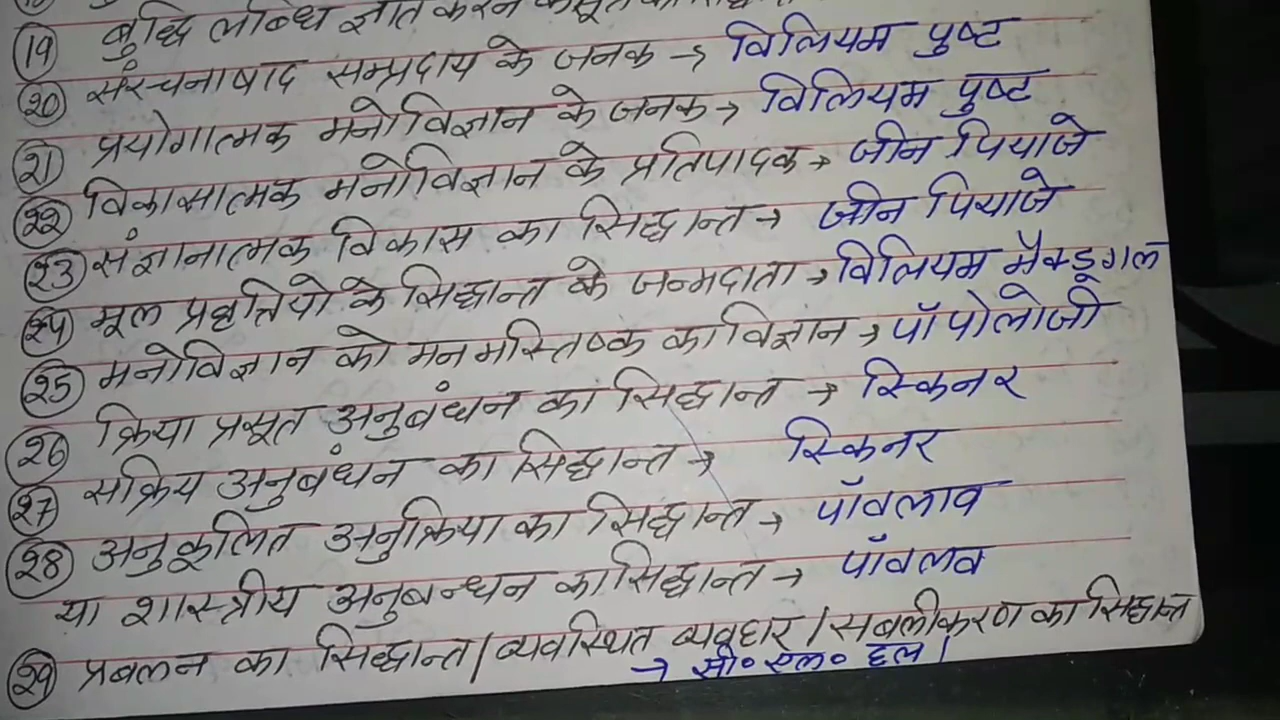 (19) बुद्धि लब्धि ज्ञात करने के सूत्र का
(20) संरचनावाद सम्प्रदाय के जनक → विलियम वुण्ट
(21) प्रयोगात्मक मनोविज्ञान के जनक → विलियम वुण्ट
(22) विकासात्मक मनोविज्ञान के प्रतिपादक → जीन पियाजे
(23) संज्ञानात्मक विकास का सिद्धान्त → जीन पियाजे
(24) मूल प्रवृत्तियो के सिद्धान्त के जन्मदाता → विलियम मैक्डूगल
(25) मनोविज्ञान को मन मस्तिष्क का विज्ञान → पॉपोलोजी
(26) क्रिया प्रसूत अनुबंधन का सिद्धान्त → स्किनर
(27) सक्रिय अनुबंधन का सिद्धान्त → स्किनर
(28) अनुकूलित अनुक्रिया का सिद्धान्त → पॉवलाव
या शास्त्रीय अनुबन्धन का सिद्धान्त → पॉवलव
(29) प्रबलन का सिद्धान्त / व्यवस्थित व्यवहार / सबलीकरण का सिद्धान्त
→ सी० एल० हल।